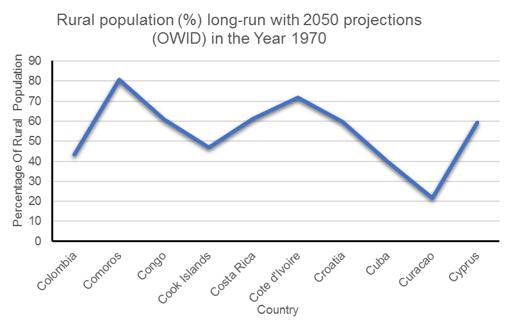 Rural population (%) long-run with 2050 projections
(OWID) in the Year 1970
Percentage Of Rural Population
90
80
70
60
50
40
30
20
10
0
Colombia
Comoros
Congo
Cook Islands
Costa Rica
Cote d'Ivoire
Croatia
Cuba
Curacao
Cyprus
Country